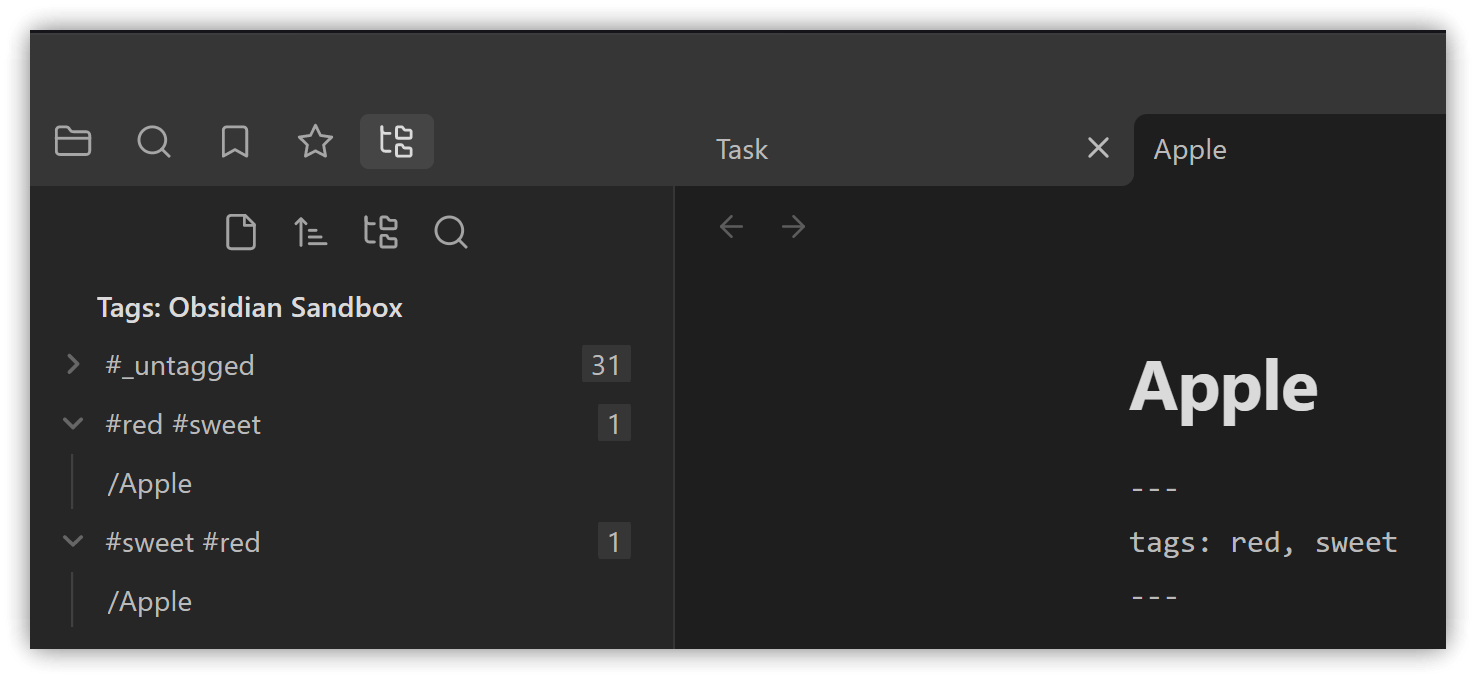 Task
Apple
Tags: Obsidian Sandbox
#_untagged 31
#red #sweet 1
/Apple
#sweet #red 1
/Apple
Apple
---
tags: red, sweet
---